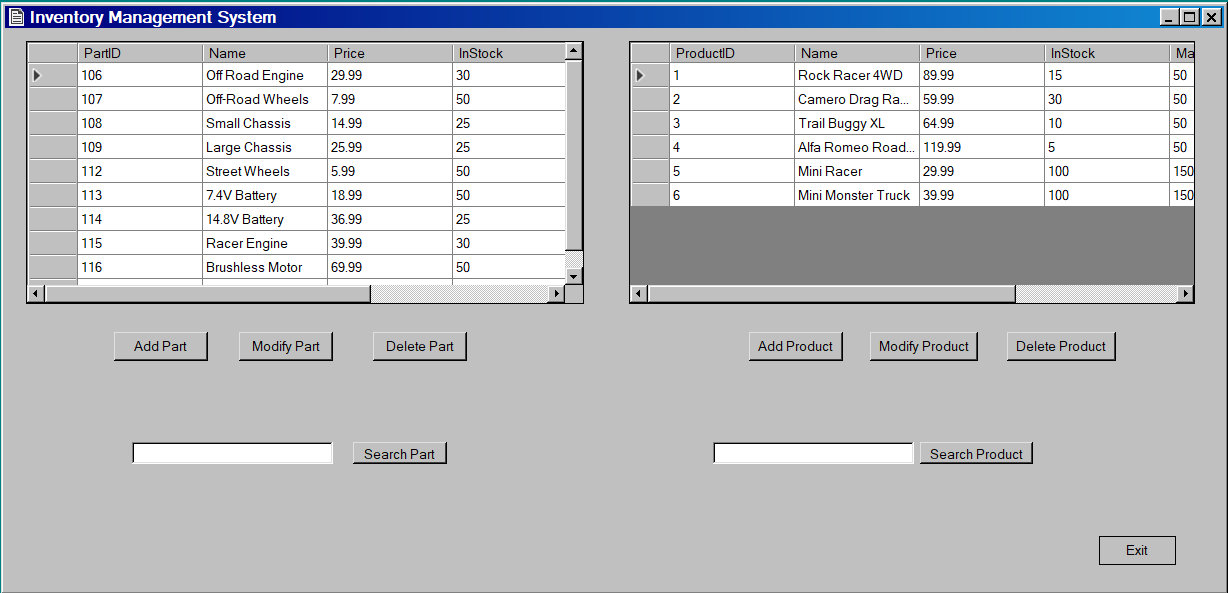 Inventory Management System
PartID Name Price InStock
106 Off Road Engine 29.99 30
107 Off-Road Wheels 7.99 50
108 Small Chassis 14.99 25
109 Large Chassis 25.99 25
112 Street Wheels 5.99 50
113 7.4V Battery 18.99 50
114 14.8V Battery 36.99 25
115 Racer Engine 39.99 30
116 Brushless Motor 69.99 50
ProductID Name Price InStock Ma
1 Rock Racer 4WD 89.99 15 50
2 Camero Drag Ra... 59.99 30 50
3 Trail Buggy XL 64.99 10 50
4 Alfa Romeo Road... 119.99 5 50
5 Mini Racer 29.99 100 150
6 Mini Monster Truck 39.99 100 150
Add Part Modify Part Delete Part
Add Product Modify Product Delete Product
Search Part
Search Product
Exit